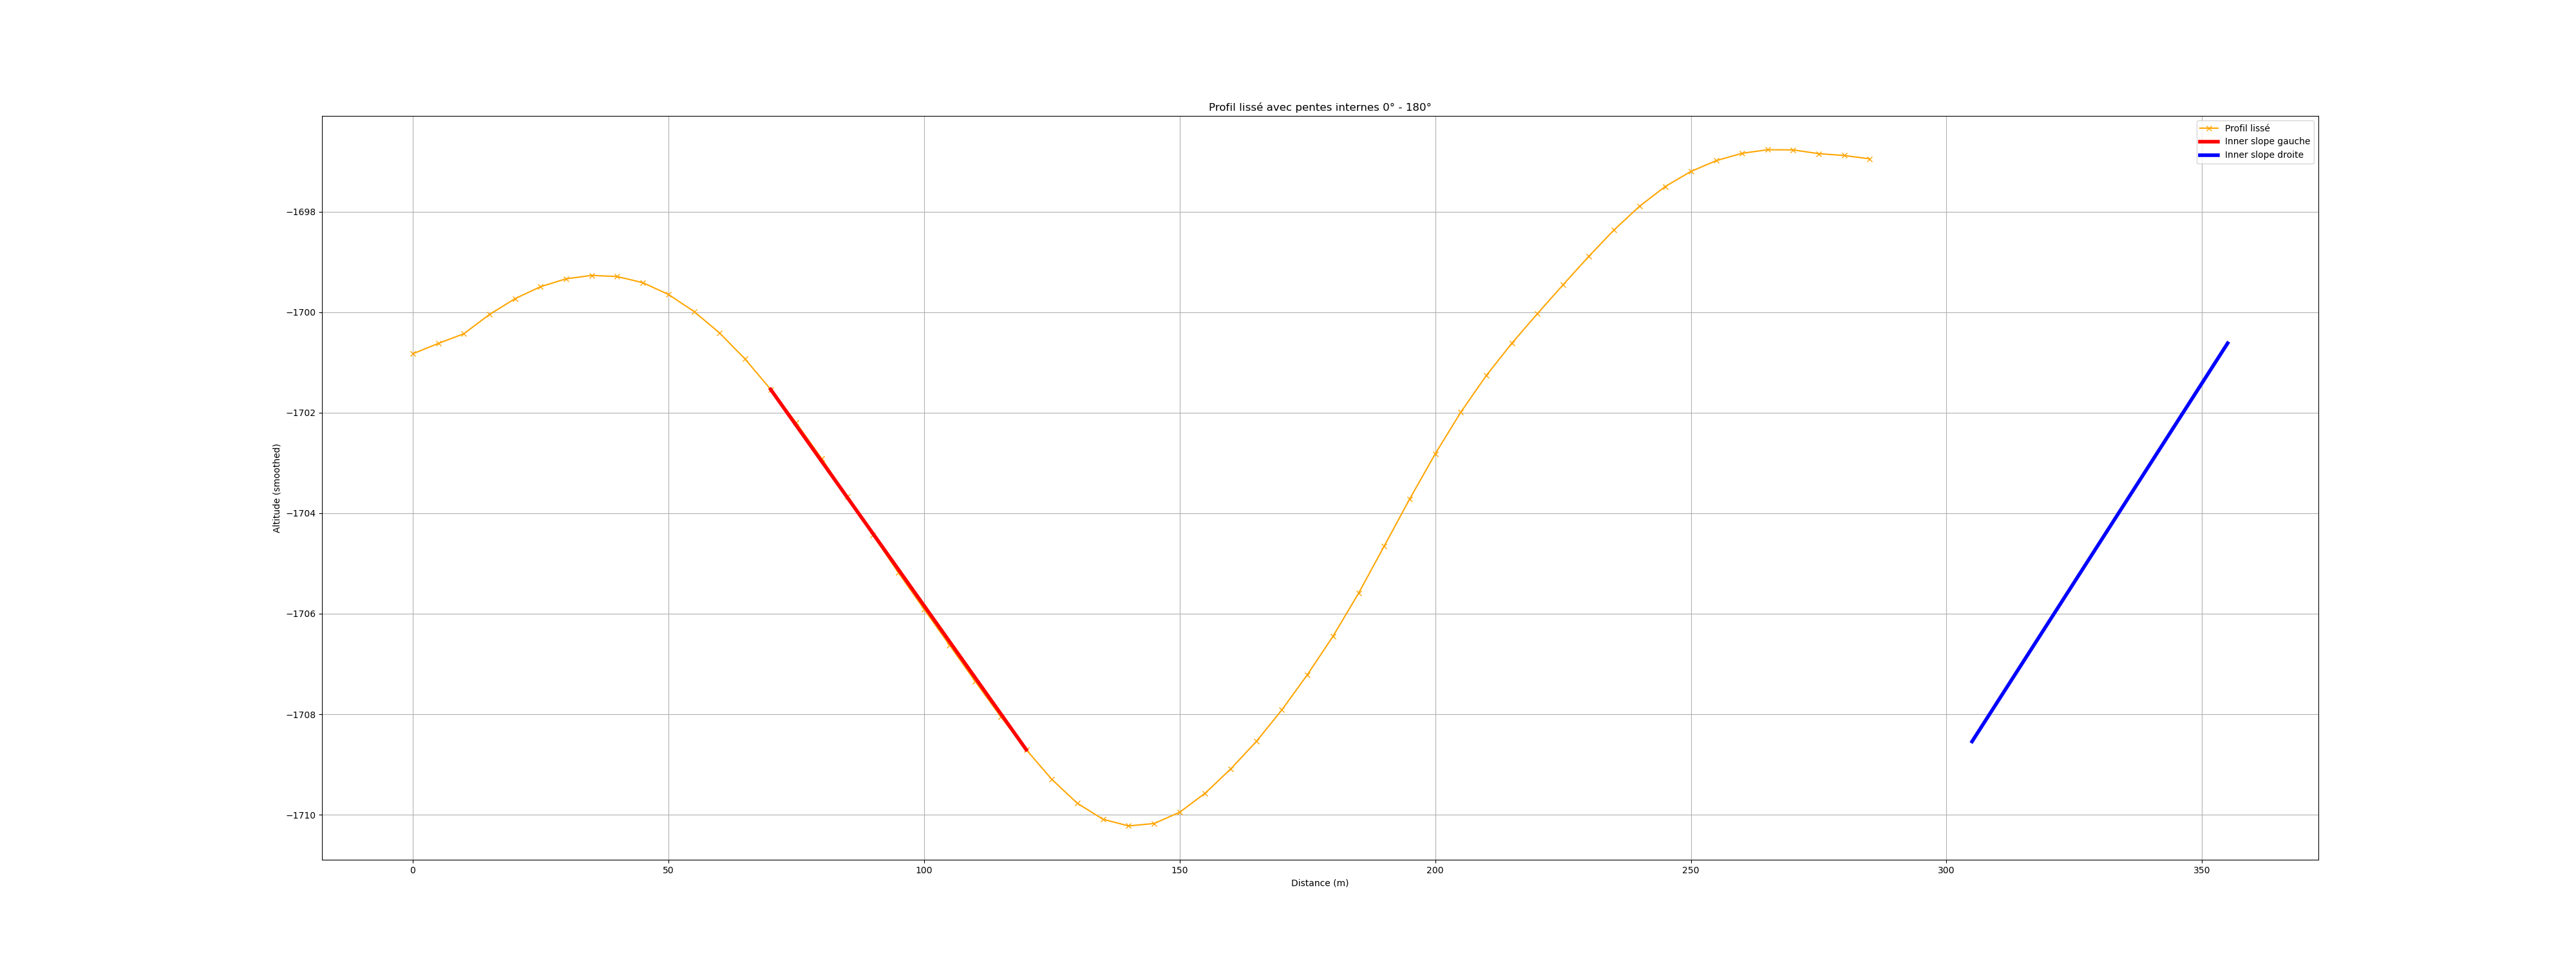 Profil lissé avec pentes internes 0° - 180°
Profil lissé
Inner slope gauche
Inner slope droite
−1698
−1700
−1702
−1704
−1706
−1708
−1710
Altitude (smoothed)
0 50 100 150 200 250 300 350
Distance (m)